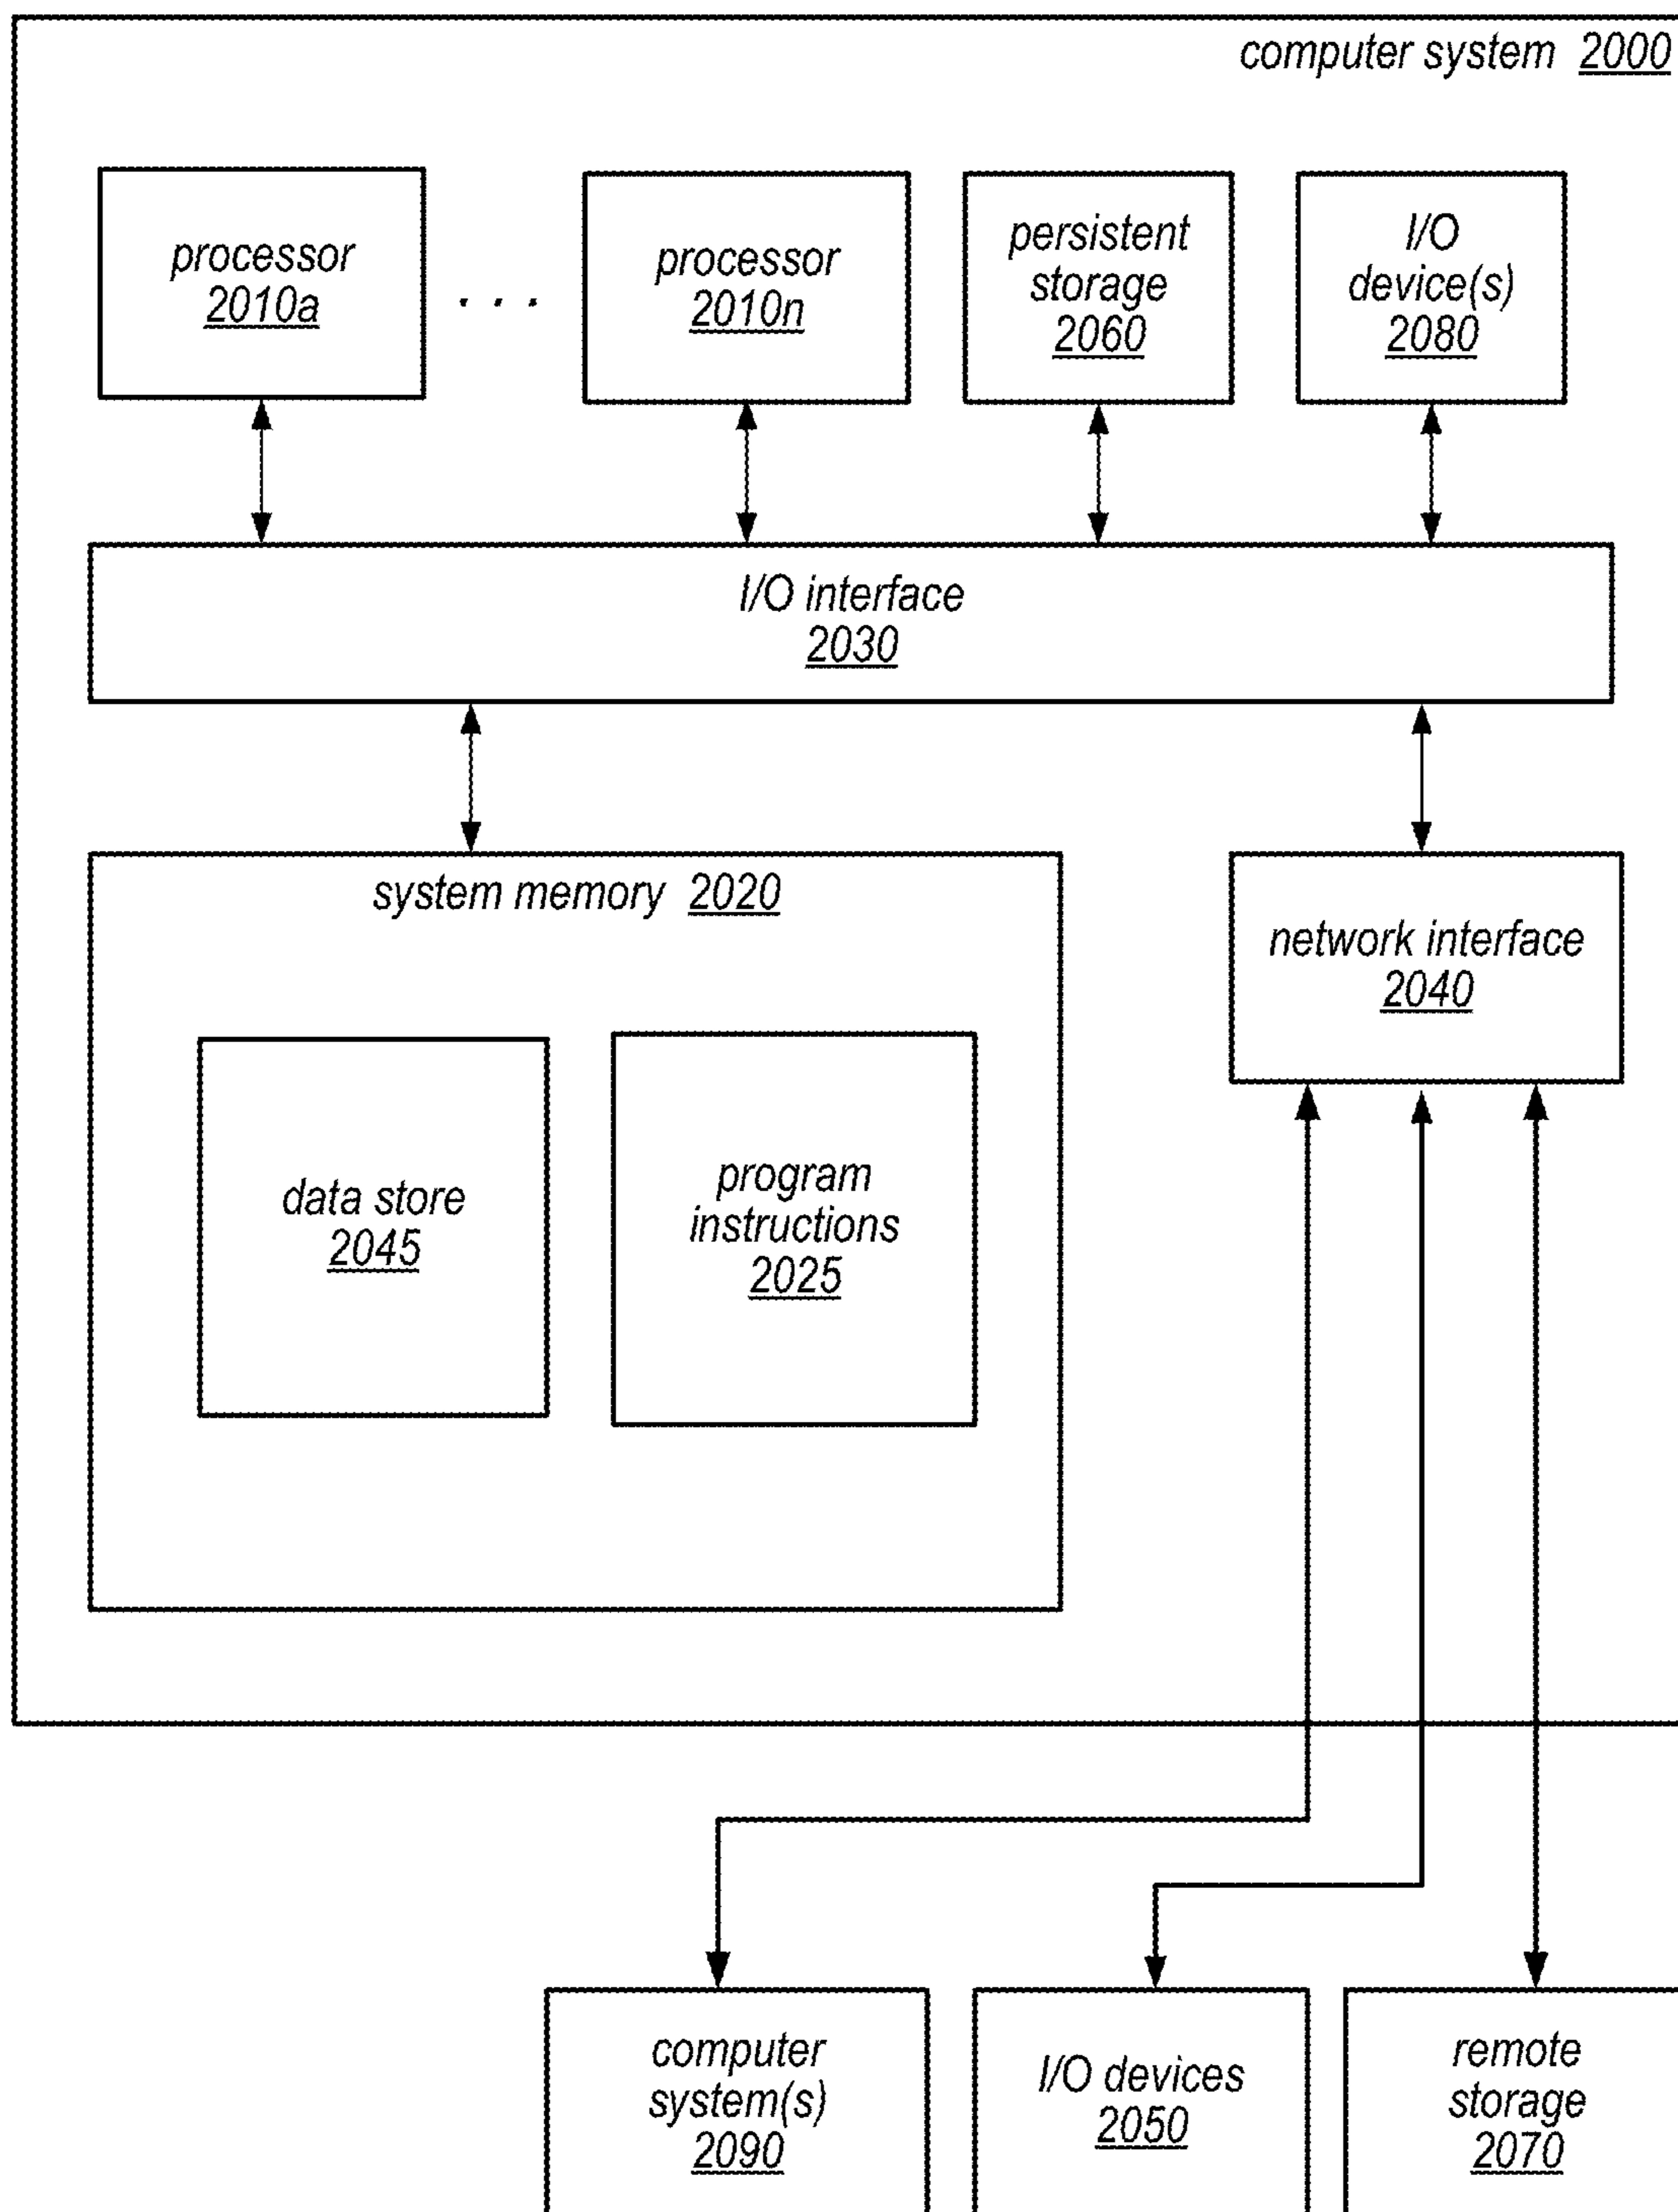 computer system 2000
processor
2010a
. . .
processor
2010n
persistent
storage
2060
I/O
device(s)
2080
I/O interface
2030
system memory 2020
network interface
2040
data store
2045
program
instructions
2025
computer
system(s)
2090
I/O devices
2050
remote
storage
2070